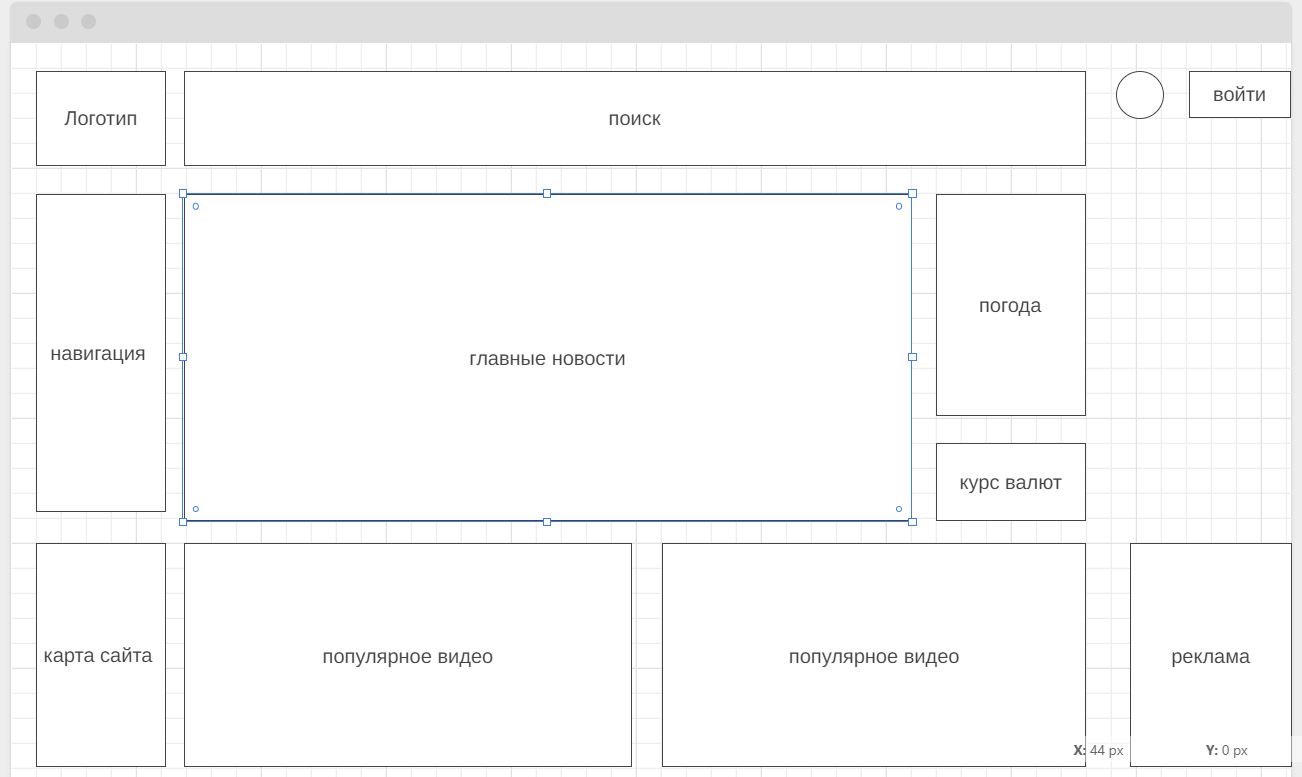 Логотип
поиск
войти
навигация
главные новости
погода
курс валют
карта сайта
популярное видео
популярное видео
реклама
X: 44 px
Y: 0 px